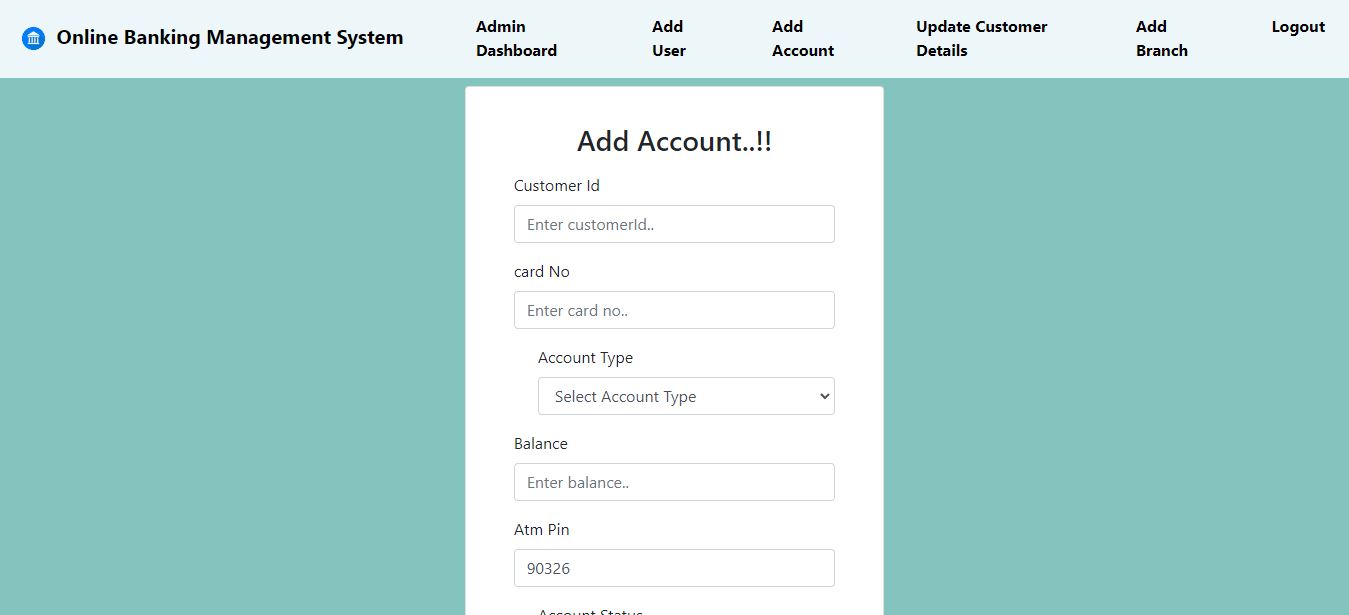 Online Banking Management System
Admin
Dashboard
Add
User
Add
Account
Update Customer
Details
Add
Branch
Logout
Add Account..!!
Customer Id
Enter customerId..
card No
Enter card no..
Account Type
Select Account Type
Balance
Enter balance..
Atm Pin
90326
Account Status